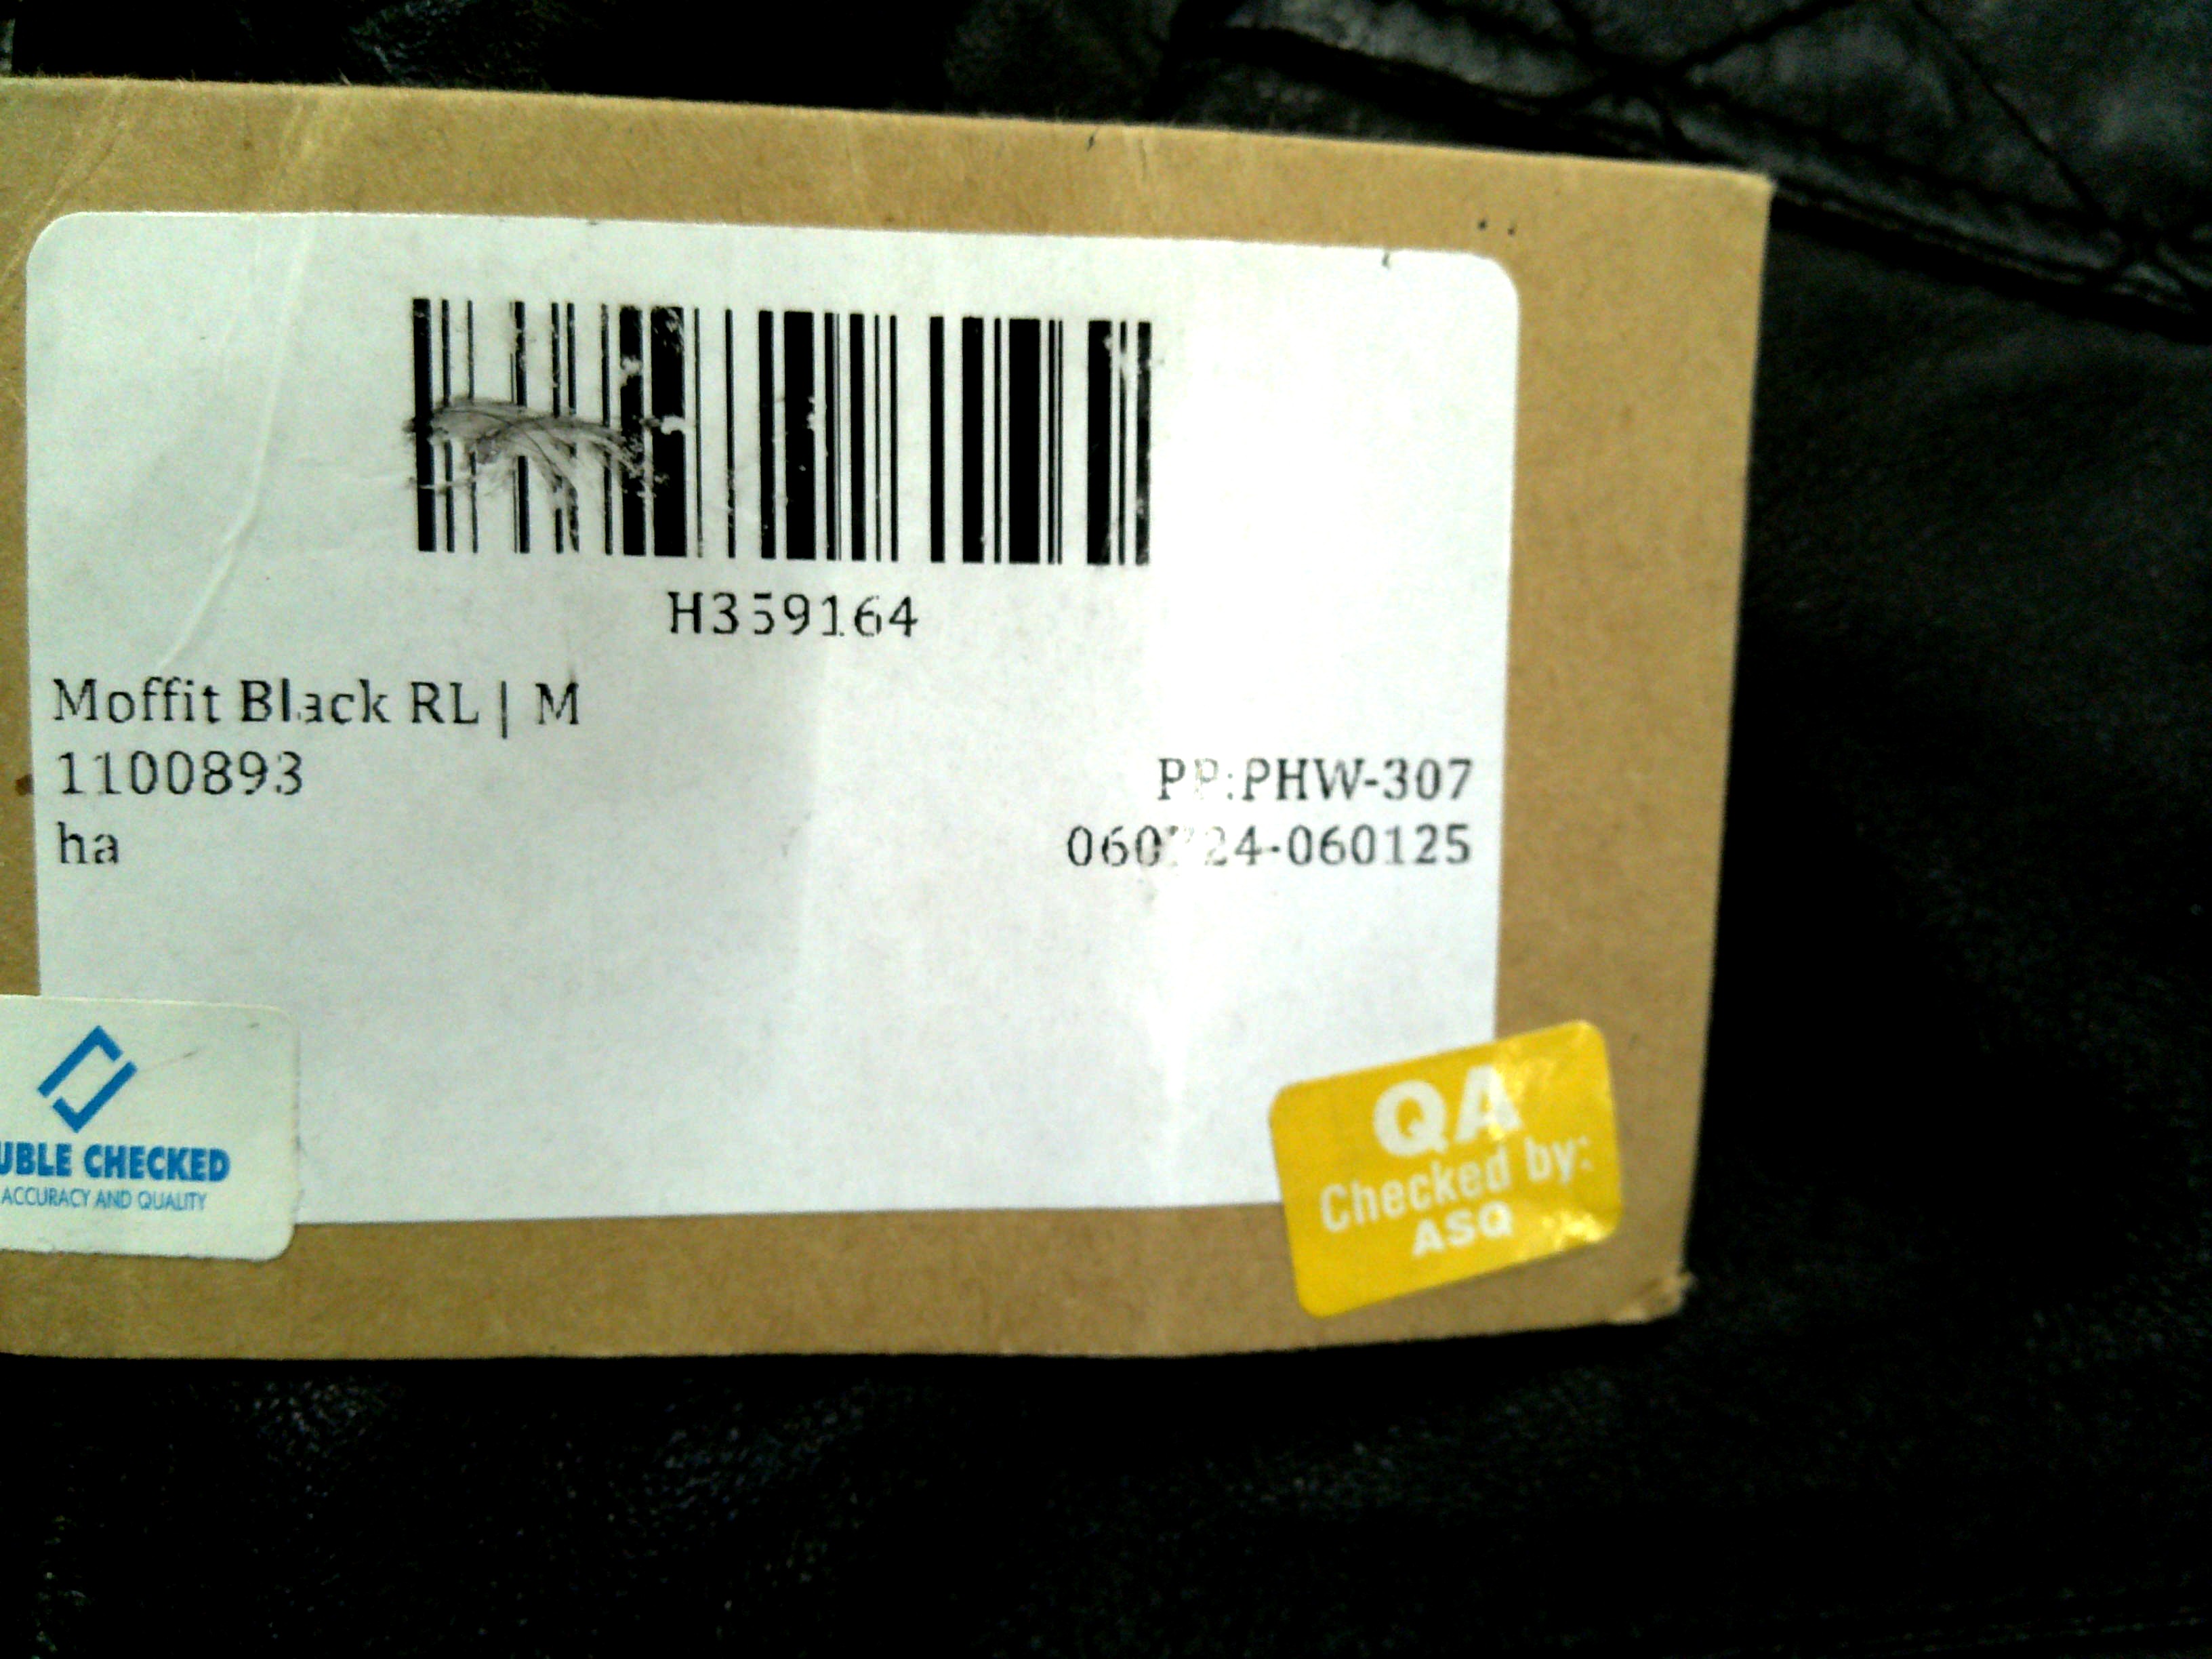 H359164
Moffit Black RL | M
1100893
PP:PHW-307
ha
UBLE CHECKED
ACCURACY AND QUALITY
QA
Checked by:
ASQ